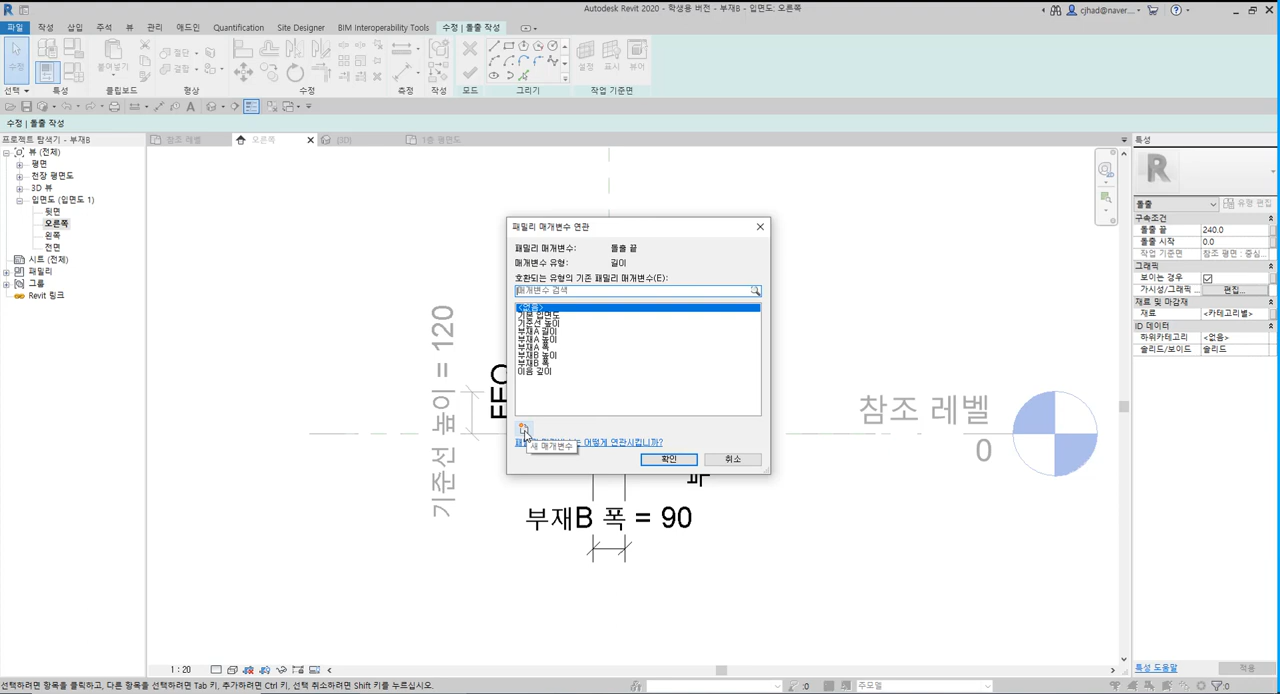 Autodesk Revit 2020 - 학생용 버전 - 부재B - 입면도: 오른쪽
cjhad@naver...
파일 작성 삽입 주석 뷰 관리 애드인 Quantification Site Designer BIM Interoperability Tools 수정 | 돌출 작성
수정
붙여넣기
절단
결합
설정 표시 뷰어
선택 특성 클립보드 형상 수정 측정 작성 모드 그리기 작업 기준면
수정 | 돌출 작성
프로젝트 탐색기 - 부재B
참조 레벨 오른쪽 {3D} 1층 평면도
특성
뷰 (전체)
평면
천장 평면도
3D 뷰
입면도 (입면도 1)
뒷면
오른쪽
왼쪽
전면
시트 (전체)
패밀리
그룹
Revit 링크
기준선 높이 = 120
패밀리 매개변수 연관
패밀리 매개변수: 돌출 끝
매개변수 유형: 길이
호환되는 유형의 기존 패밀리 매개변수(E):
매개변수 검색
<없음>
기본 입면도
기준선 높이
부재A 길이
부재A 높이
부재A 폭
부재B 높이
부재B 폭
이음 깊이
어떻게 연관시킵니까?
새 매개변수
확인 취소
부재B 폭 = 90
참조 레벨
0
돌출 유형 편집
구속조건
돌출 끝 240.0
돌출 시작 0.0
작업 기준면 참조 평면 : 중심...
그래픽
보이는 경우
가시성/그래픽 ... 편집...
재료 및 마감재
재료 <카테고리별>
ID 데이터
하위카테고리 <없음>
솔리드/보이드 솔리드
특성 도움말 적용
1 : 20
선택하려면 항목을 클릭하고, 다른 항목을 선택하려면 Tab 키, 추가하려면 Ctrl 키, 선택 취소하려면 Shift 키를 누르십시오.
:0 주모델 :0